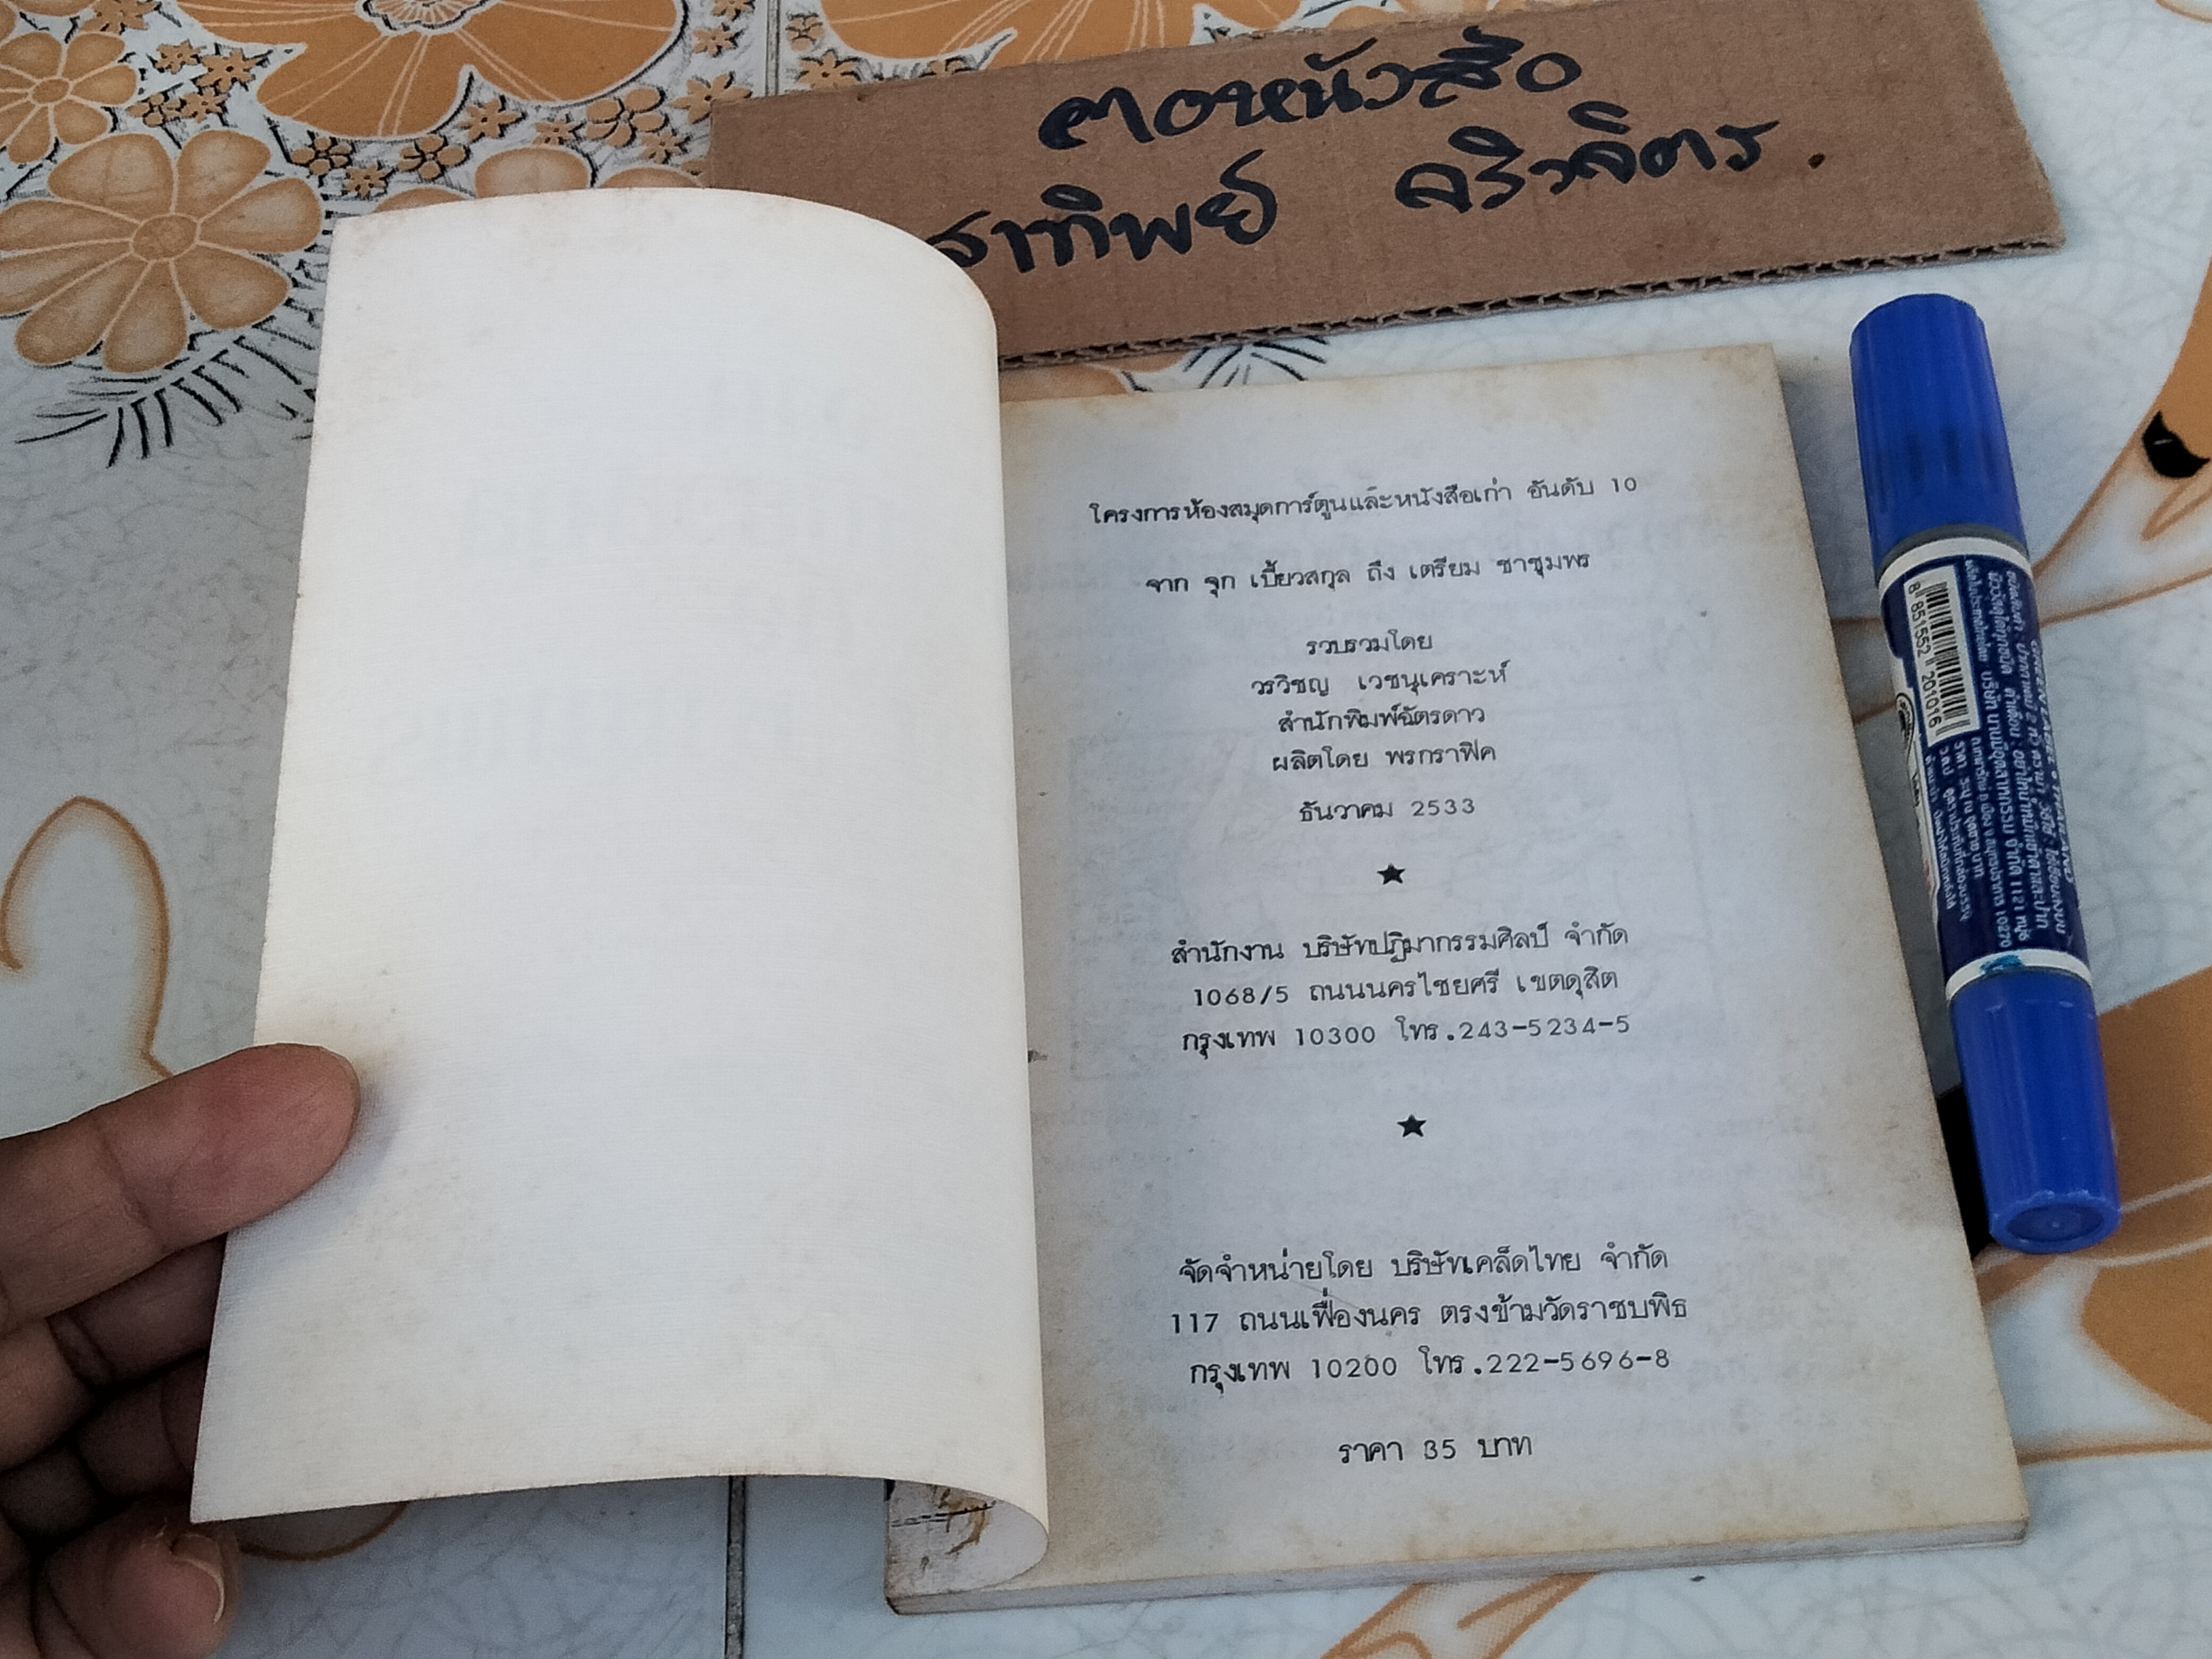 ตอหนังสือ
สาทิพย์ ศริวจิตร.
โครงการห้องสมุดการ์ตูนและหนังสือเก่า อันดับ 10
จาก จุก เบี้ยวสกุล ถึง เตรียม ชาชุมพร
รวบรวมโดย
วรวิชญ เวชนุเคราะห์
สำนักพิมพ์ฉัตรดาว
ผลิตโดย พรกราฟิค
ธันวาคม 2533
★
สำนักงาน บริษัทปฏิมากรรมศิลป์ จำกัด
1068/5 ถนนนครไชยศรี เขตดุสิต
กรุงเทพ 10300 โทร.243-5234-5
★
จัดจำหน่ายโดย บริษัทเคล็ดไทย จำกัด
117 ถนนเฟื่องนคร ตรงข้ามวัดราชบพิธ
กรุงเทพ 10200 โทร.222-5696-8
ราคา 35 บาท
8 851552 201016